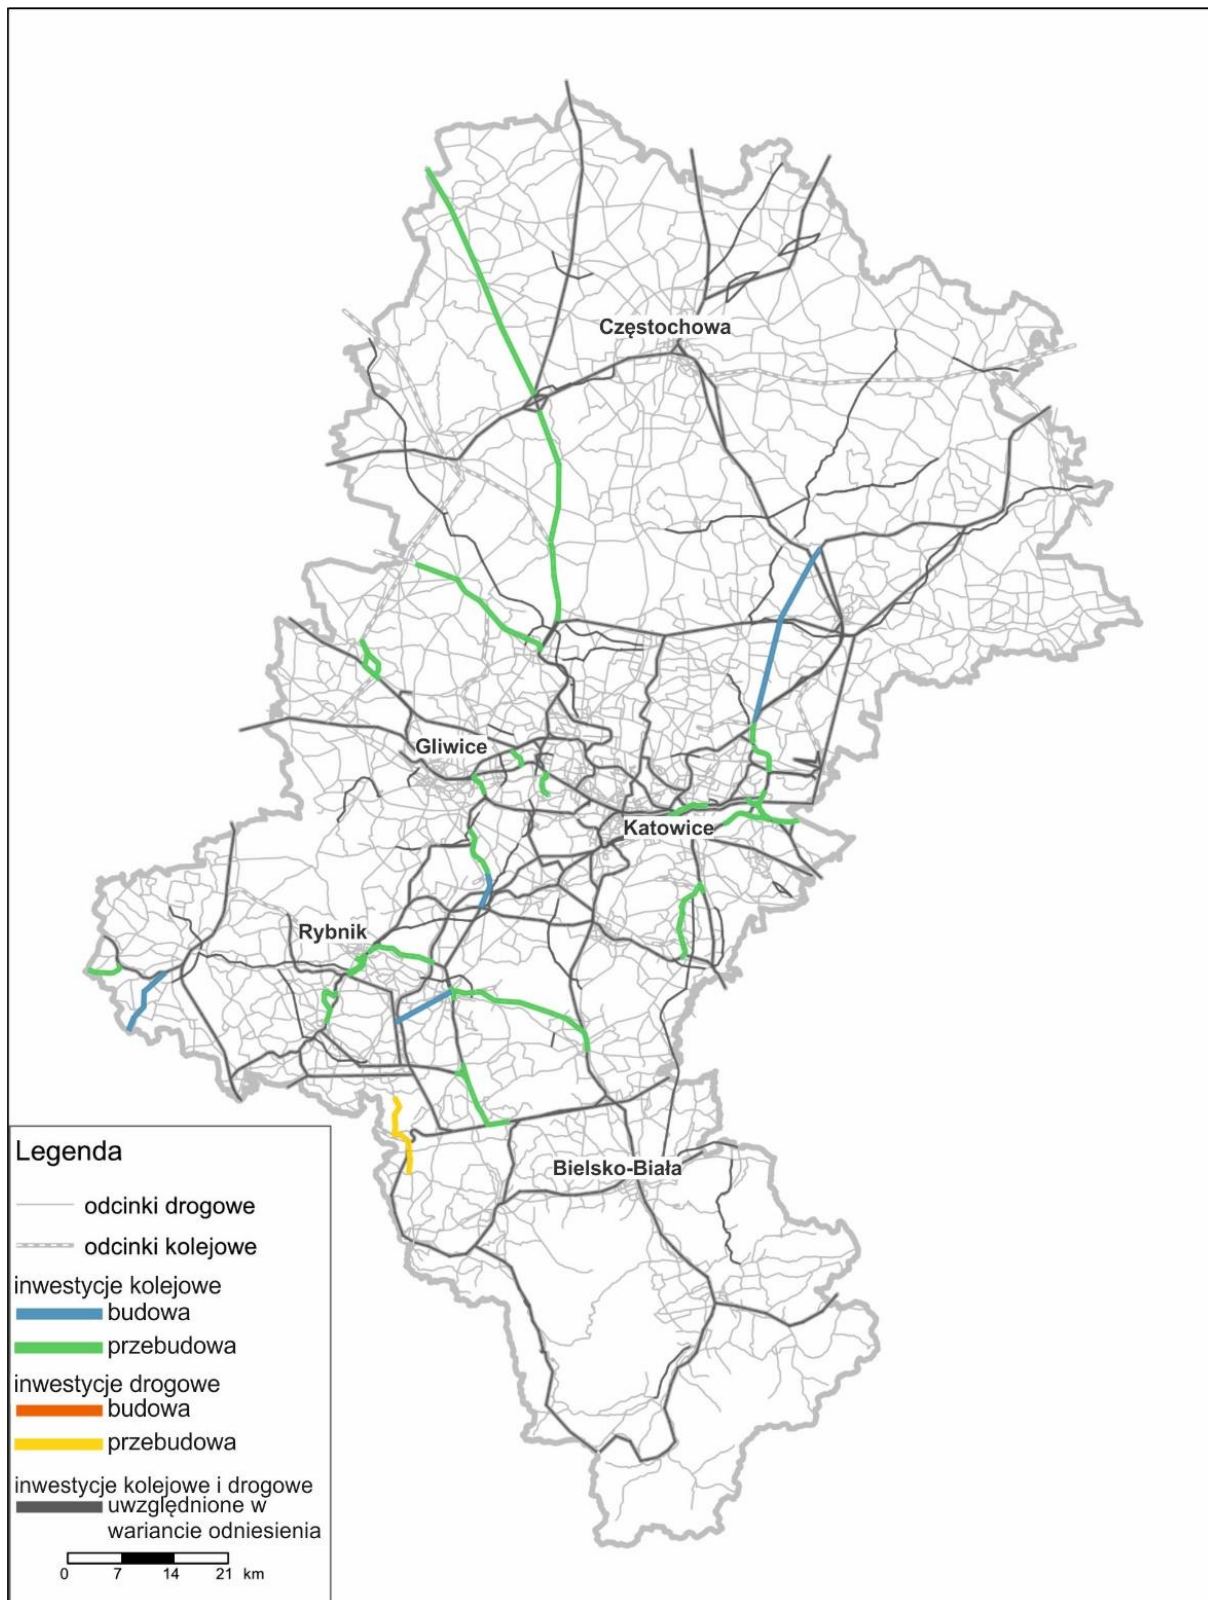 Częstochowa
Gliwice
Katowice
Rybnik
Bielsko-Biała
Legenda
odcinki drogowe
odcinki kolejowe
inwestycje kolejowe
budowa
przebudowa
inwestycje drogowe
budowa
przebudowa
inwestycje kolejowe i drogowe
uwzględnione w
wariancie odniesienia
0 7 14 21 km